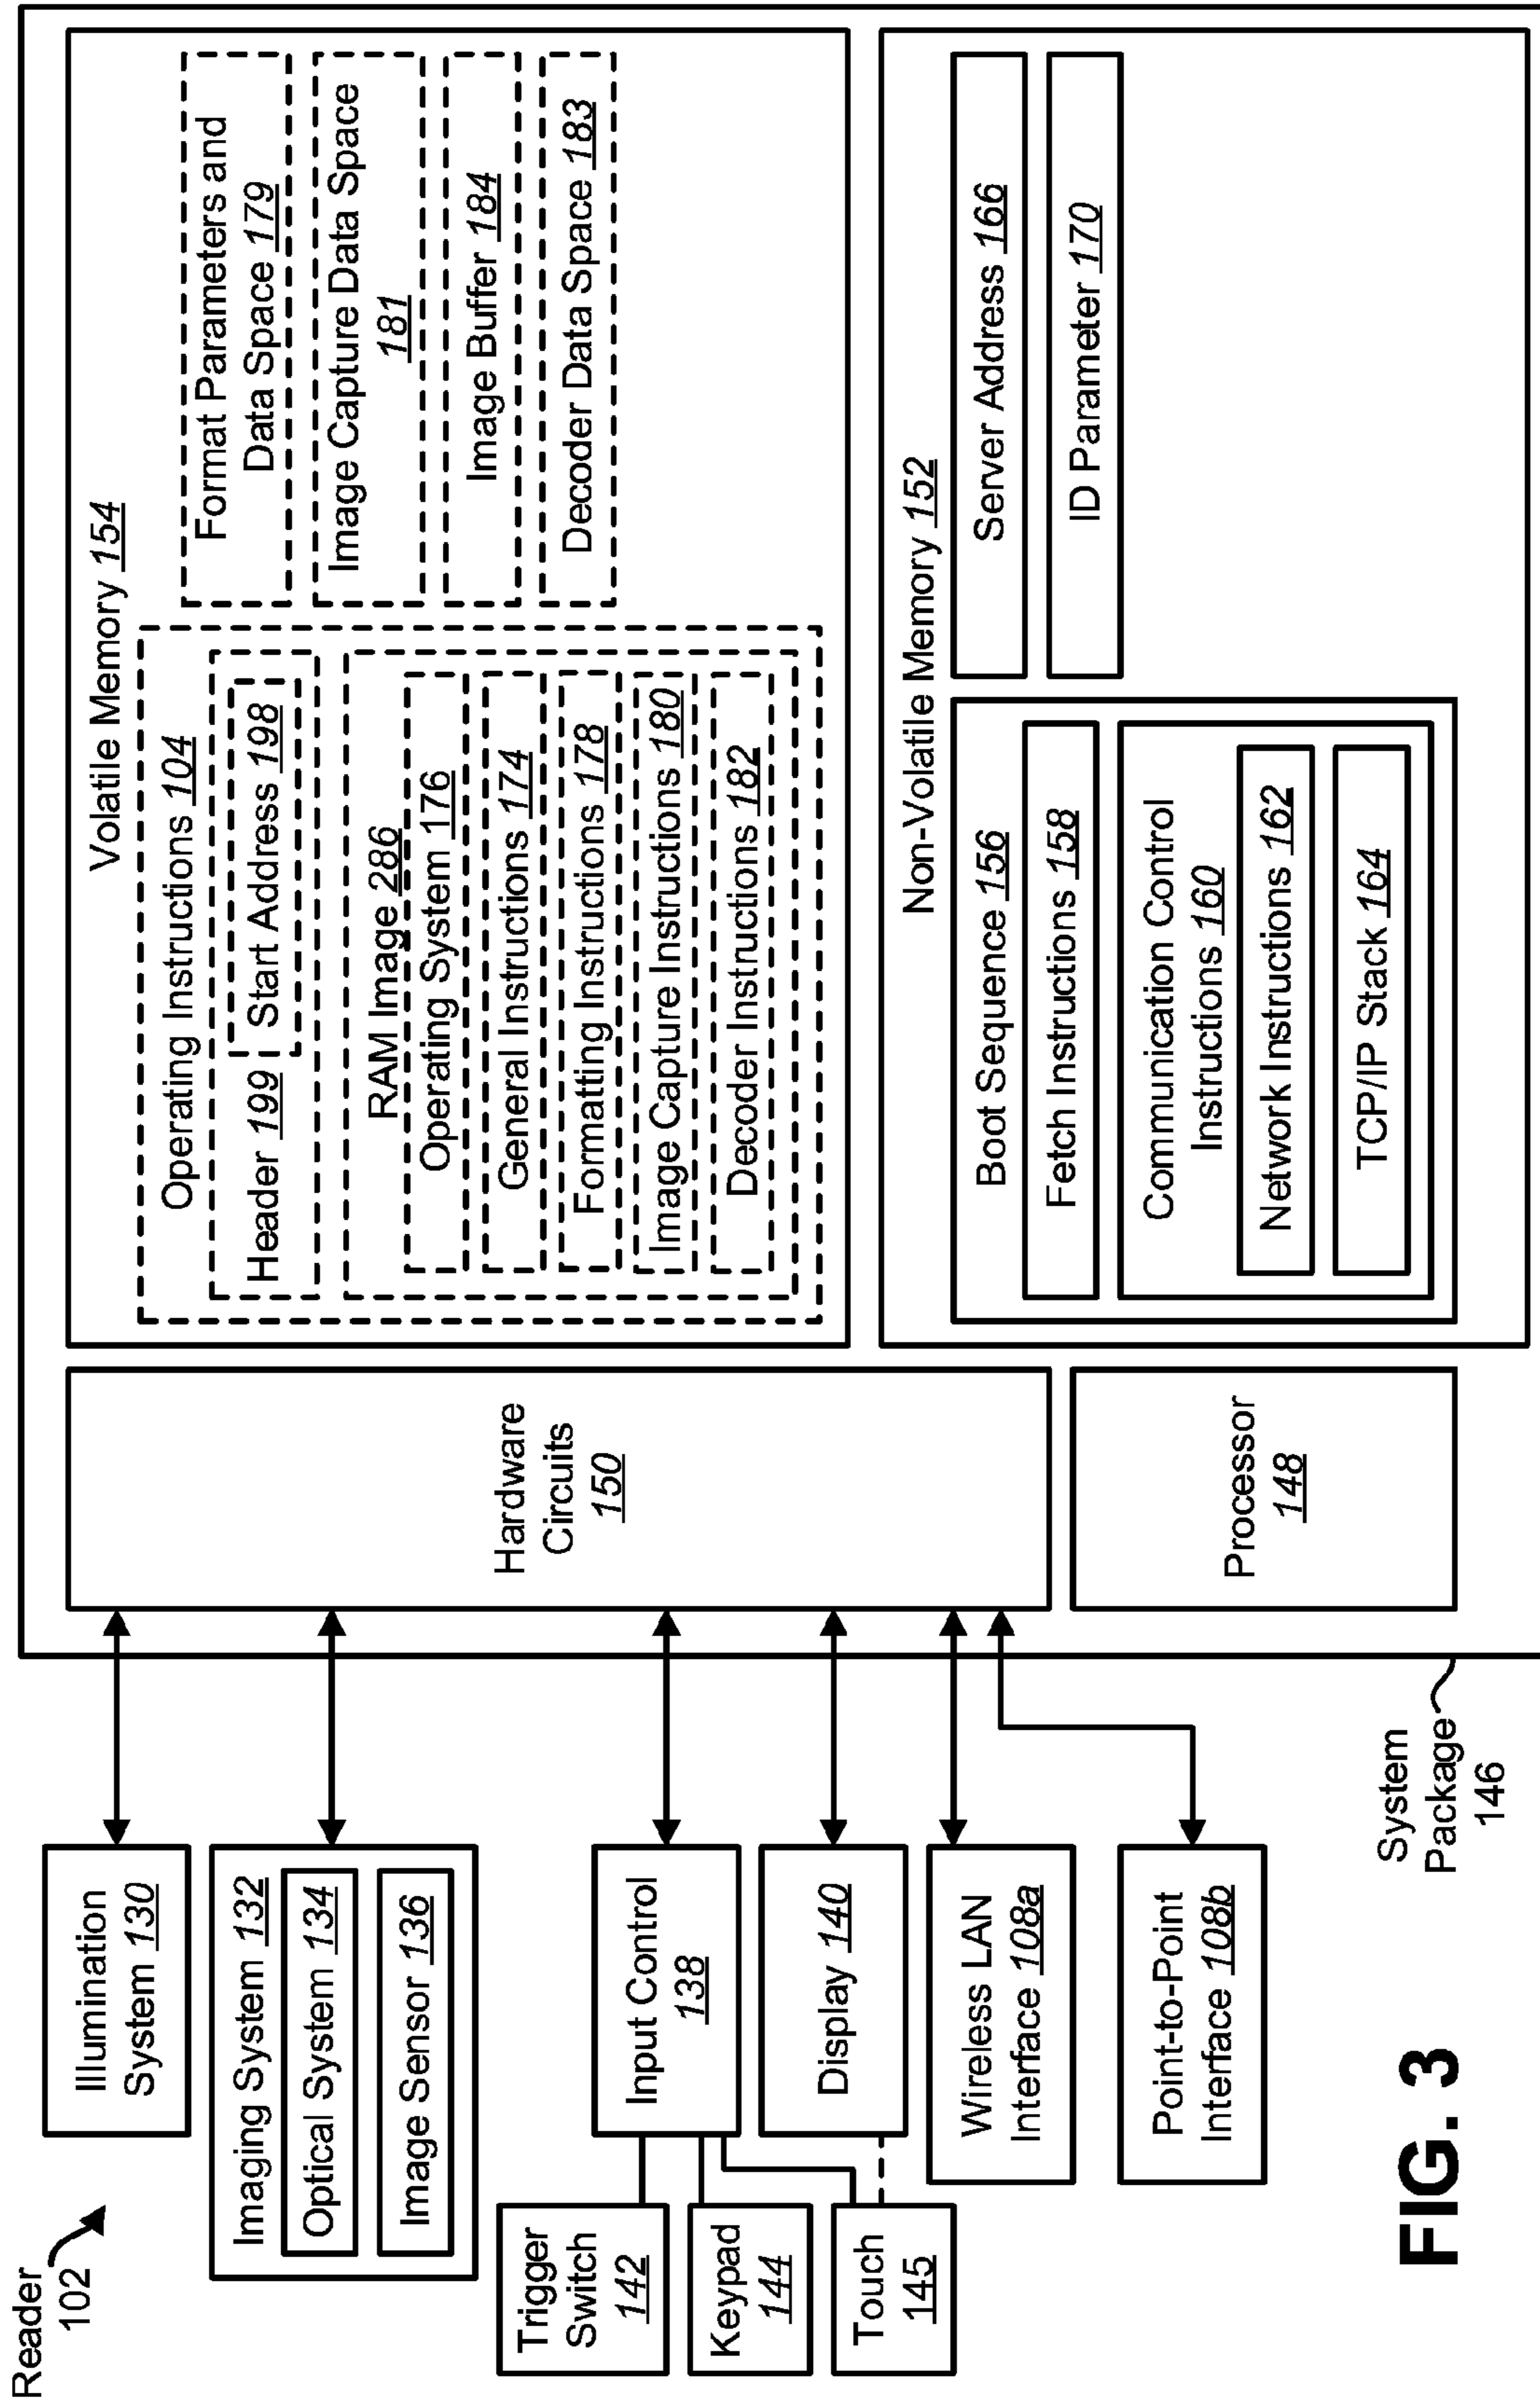 Reader
102
Illumination
System 130
Imaging System 132
Optical System 134
Image Sensor 136
Trigger
Switch
142
Keypad
144
Touch
145
Input Control
138
Display 140
Wireless LAN
Interface 108a
Point-to-Point
Interface 108b
System
Package
146
Hardware
Circuits
150
Processor
148
Volatile Memory 154
Operating Instructions 104
Header 199
Start Address 198
RAM Image 286
Operating System 176
General Instructions 174
Formatting Instructions 178
Image Capture Instructions 180
Decoder Instructions 182
Format Parameters and
Data Space 179
Image Capture Data Space
181
Image Buffer 184
Decoder Data Space 183
Non-Volatile Memory 152
Boot Sequence 156
Fetch Instructions 158
Communication Control
Instructions 160
Network Instructions 162
TCP/IP Stack 164
Server Address 166
ID Parameter 170
FIG. 3